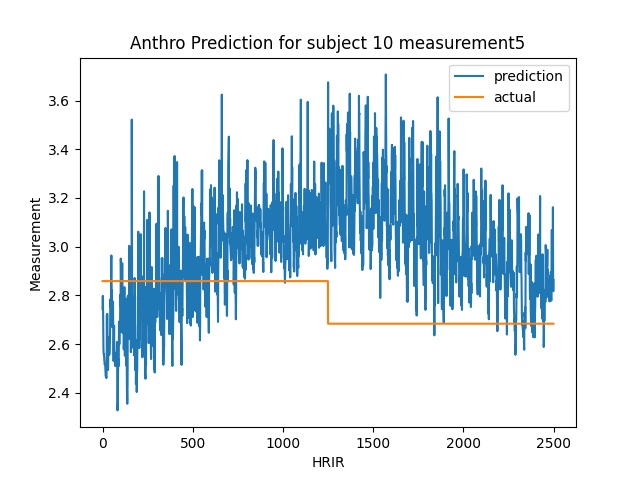 Anthro Prediction for subject 10 measurement5
prediction
actual
Measurement
3.6
3.4
3.2
3.0
2.8
2.6
2.4
0
500
1000
1500
2000
2500
HRIR